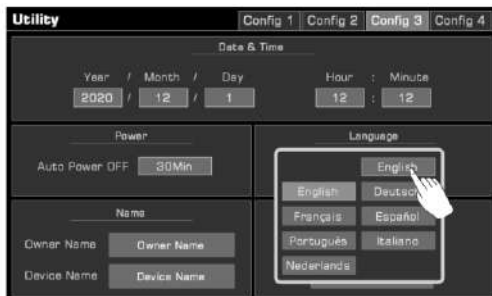 Utility Config 1 Config 2 Config 3 Config 4
Data & Time
Year / Month / Day Hour : Minute
2020 / 12 / 1 12 : 12
Power
Auto Power OFF 30Min
Language
English
English Deutsch
Français Español
Português Italiano
Nederlands
Name
Owner Name Owner Name
Device Name Device Name